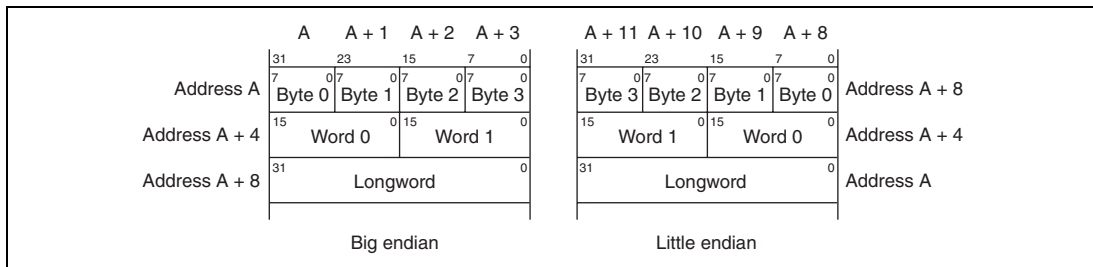 A A + 1 A + 2 A + 3 A + 11 A + 10 A + 9 A + 8
31 23 15 7 0 31 23 15 7 0
7 0 7 0 7 0 7 0 7 0 7 0 7 0 7 0
Address A Byte 0 Byte 1 Byte 2 Byte 3 Byte 3 Byte 2 Byte 1 Byte 0 Address A + 8
15 0 15 0 15 0 15 0
Address A + 4 Word 0 Word 1 Word 1 Word 0 Address A + 4
31 0 31 0
Address A + 8 Longword Longword Address A
Big endian Little endian